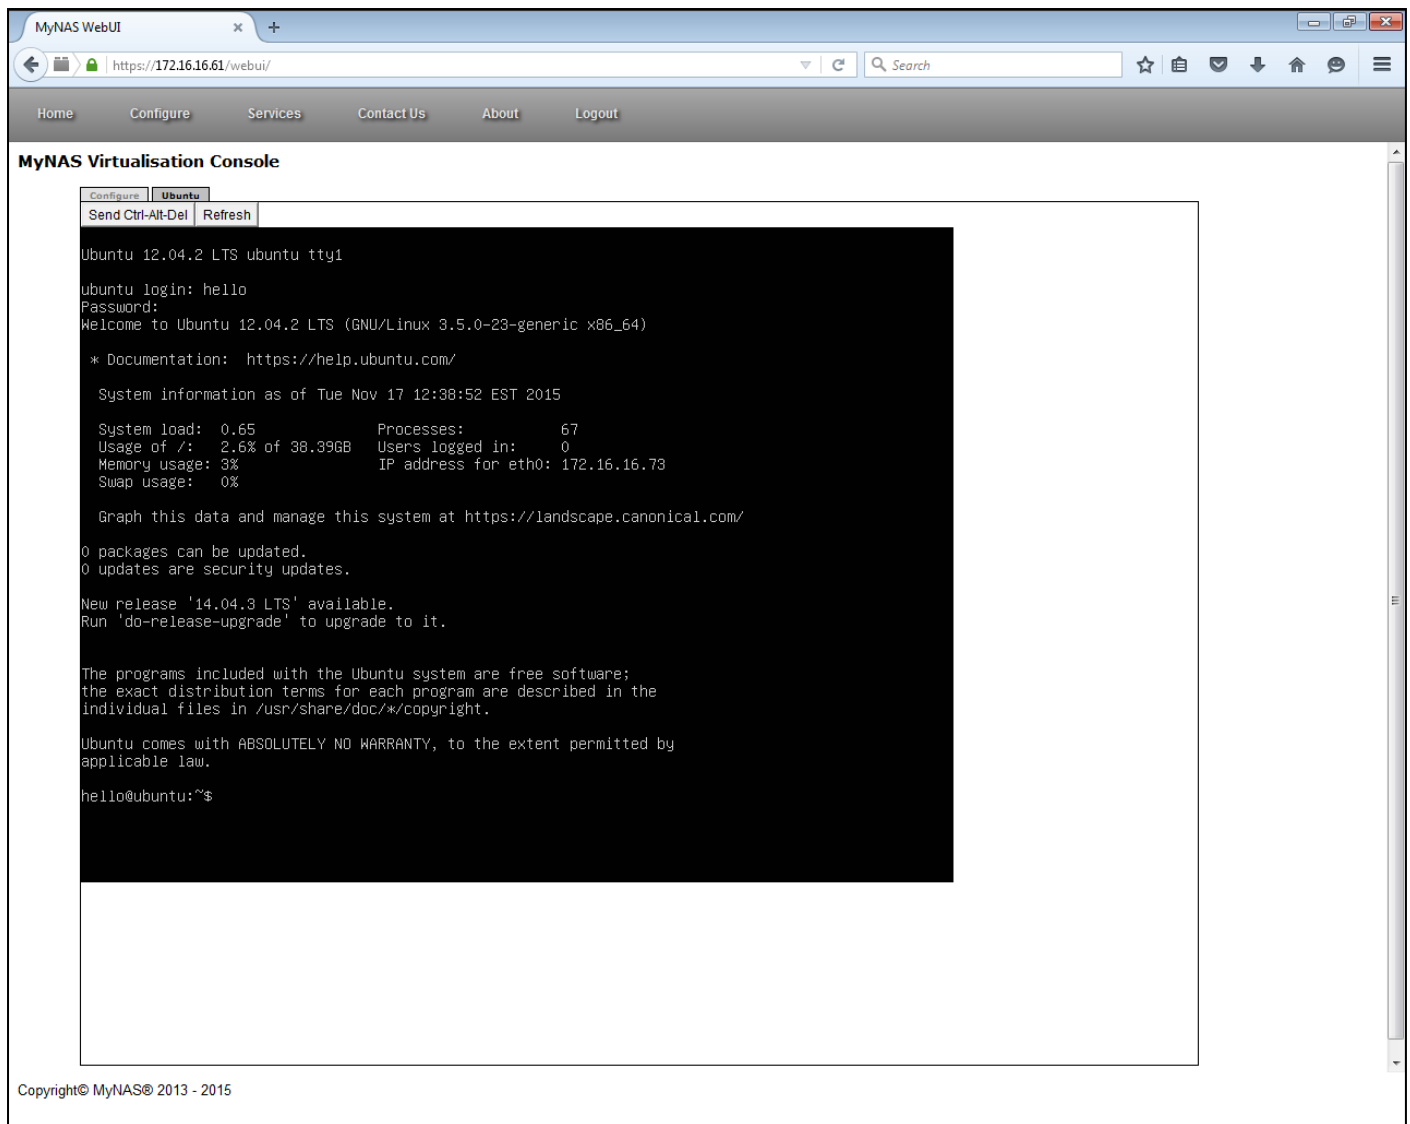 MyNAS WebUI
https://172.16.16.61/webui/
Search
Home Configure Services Contact Us About Logout
MyNAS Virtualisation Console
Configure Ubuntu
Send Ctrl-Alt-Del Refresh
Ubuntu 12.04.2 LTS ubuntu tty1
ubuntu login: hello
Password:
Welcome to Ubuntu 12.04.2 LTS (GNU/Linux 3.5.0-23-generic x86_64)
* Documentation:  https://help.ubuntu.com/
System information as of Tue Nov 17 12:38:52 EST 2015
System load:  0.65 Processes: 67
Usage of /:   2.6% of 38.39GB Users logged in: 0
Memory usage: 3% IP address for eth0: 172.16.16.73
Swap usage:   0%
Graph this data and manage this system at https://landscape.canonical.com/
0 packages can be updated.
0 updates are security updates.
New release '14.04.3 LTS' available.
Run 'do-release-upgrade' to upgrade to it.
The programs included with the Ubuntu system are free software;
the exact distribution terms for each program are described in the
individual files in /usr/share/doc/*/copyright.
Ubuntu comes with ABSOLUTELY NO WARRANTY, to the extent permitted by
applicable law.
hello@ubuntu:~$
Copyright© MyNAS® 2013 - 2015